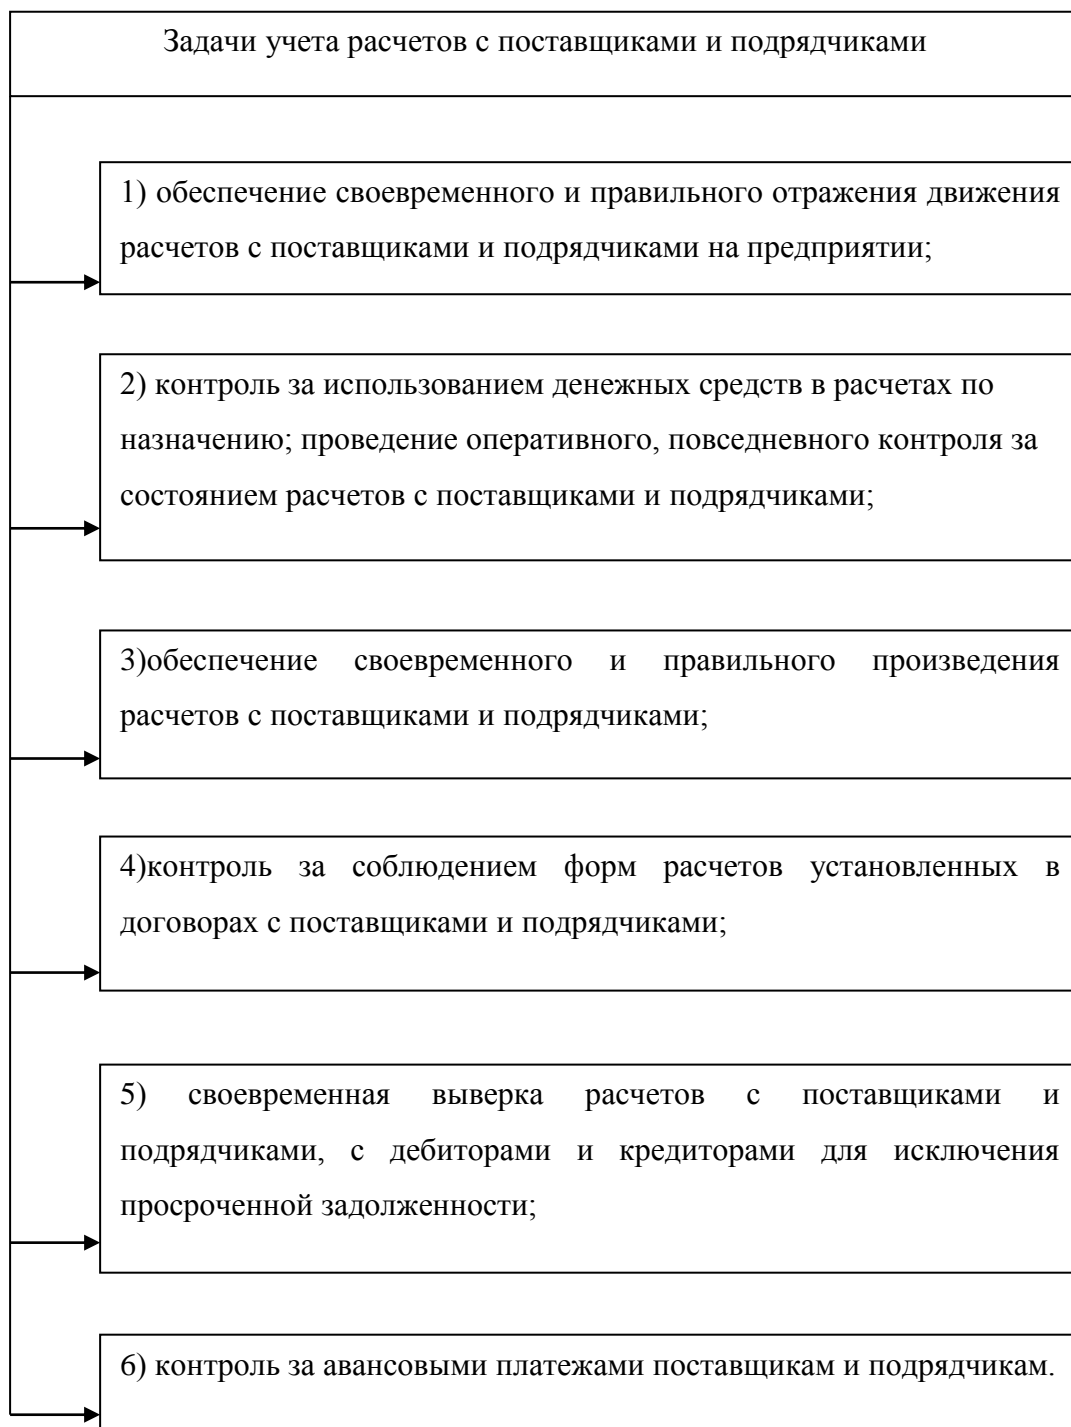 Задачи учета расчетов с поставщиками и подрядчиками
1) обеспечение своевременного и правильного отражения движения
расчетов с поставщиками и подрядчиками на предприятии;
2) контроль за использованием денежных средств в расчетах по
назначению; проведение оперативного, повседневного контроля за
состоянием расчетов с поставщиками и подрядчиками;
3)обеспечение своевременного и правильного произведения
расчетов с поставщиками и подрядчиками;
4)контроль за соблюдением форм расчетов установленных в
договорах с поставщиками и подрядчиками;
5) своевременная выверка расчетов с поставщиками и
подрядчиками, с дебиторами и кредиторами для исключения
просроченной задолженности;
6) контроль за авансовыми платежами поставщикам и подрядчикам.